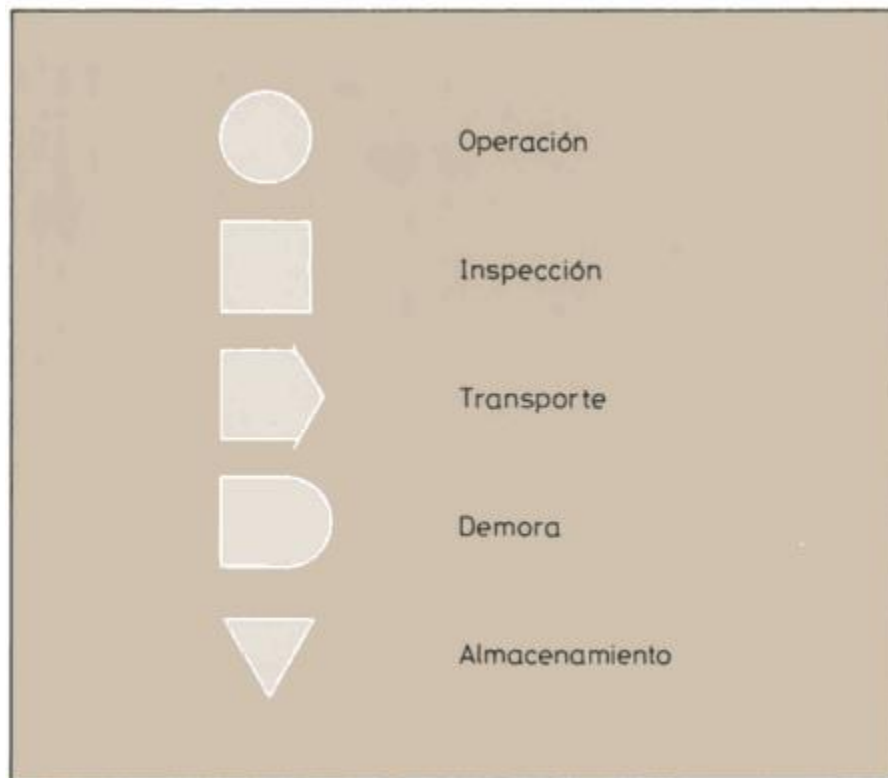 Operación
Inspección
Transporte
Demora
Almacenamiento